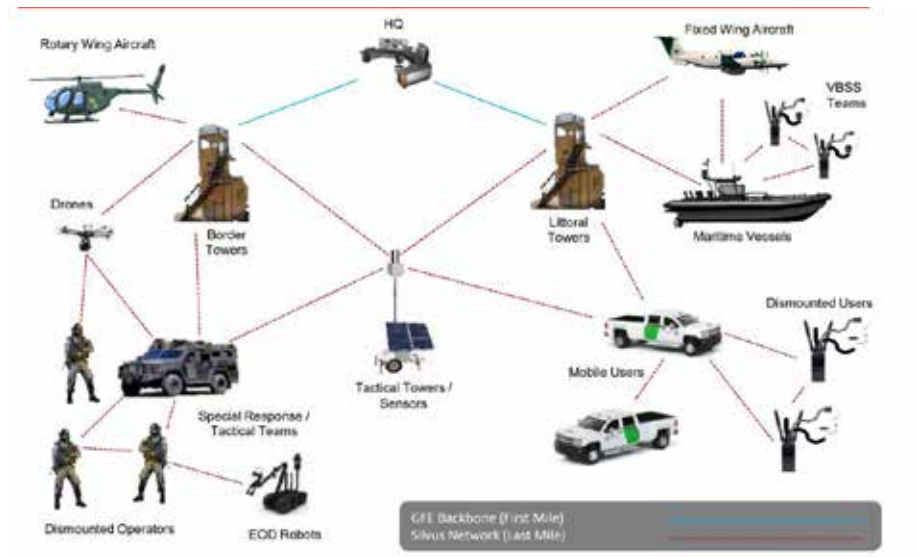 HQ
Fixed Wing Aircraft
Rotary Wing Aircraft
VBSS
Teams
Drones
Border
Towers
Littoral
Towers
Maritime Vessels
Dismounted Users
Mobile Users
Tactical Towers /
Sensors
Special Response /
Tactical Teams
Dismounted Operators
EOD Robots
GFE Backbone (First Mile)
Silvus Network (Last Mile)